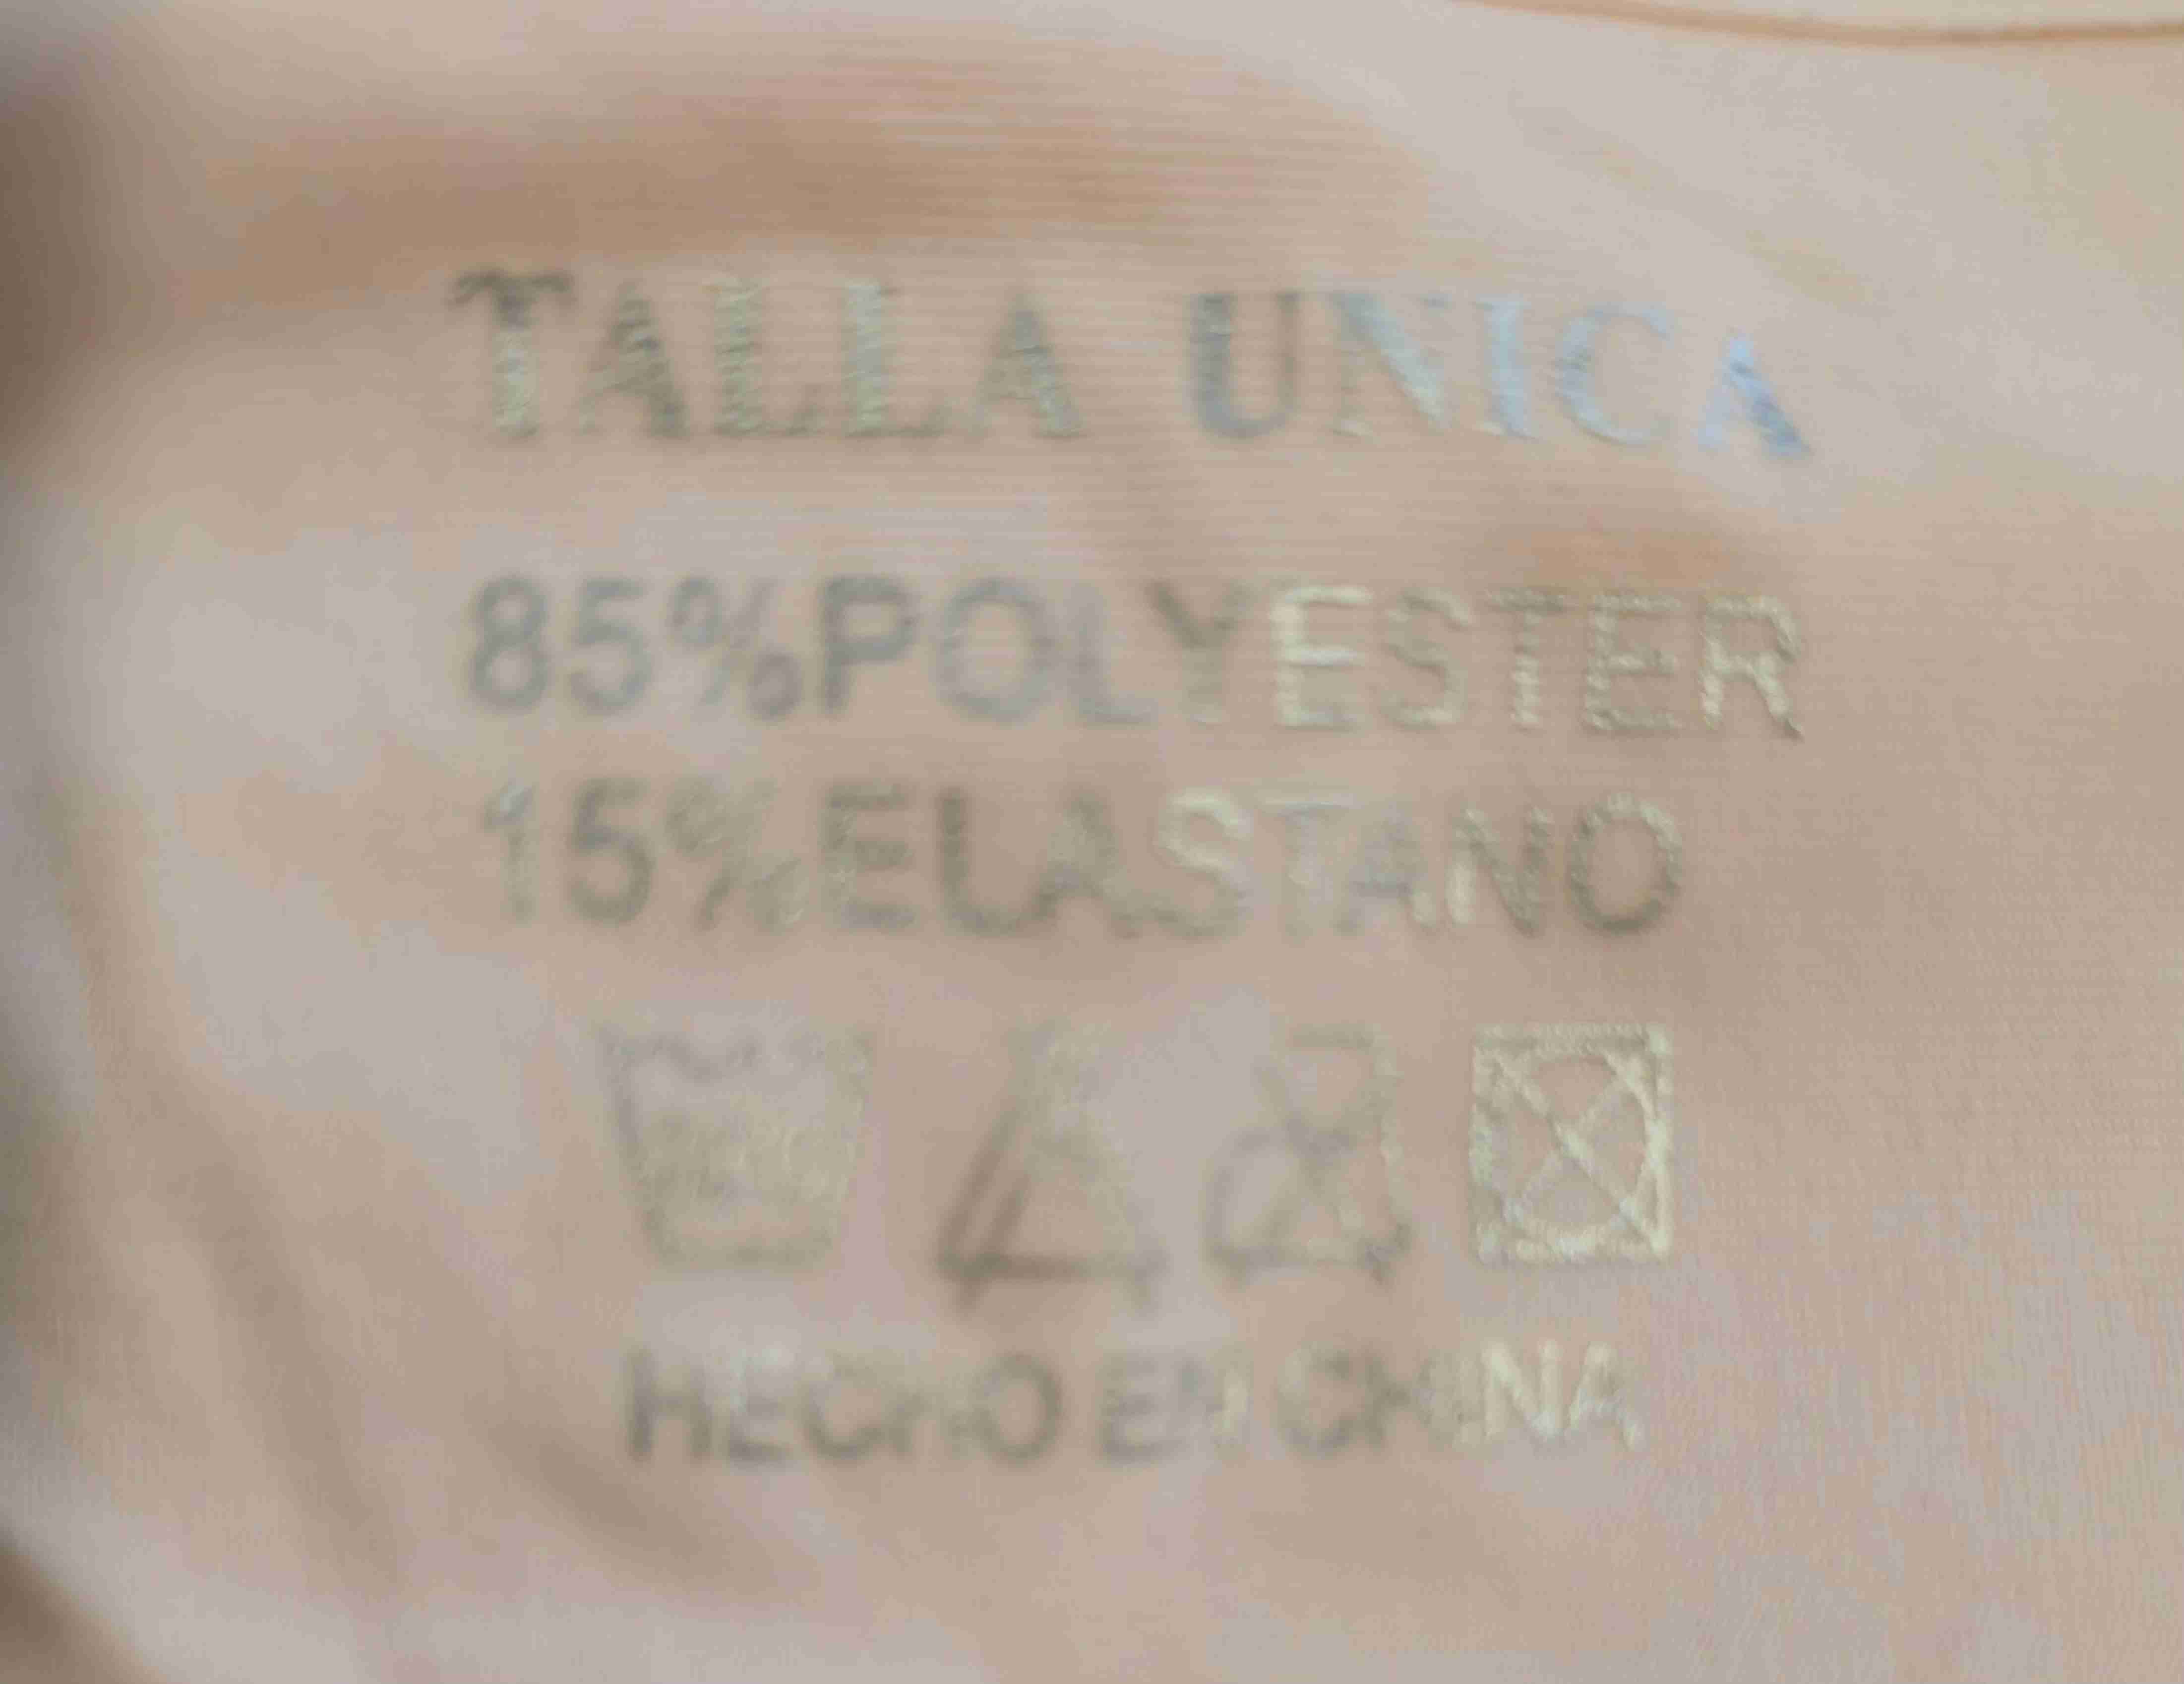 TALLA UNICA
85%POLYESTER
15%ELASTANO
HECHO EN CHINA